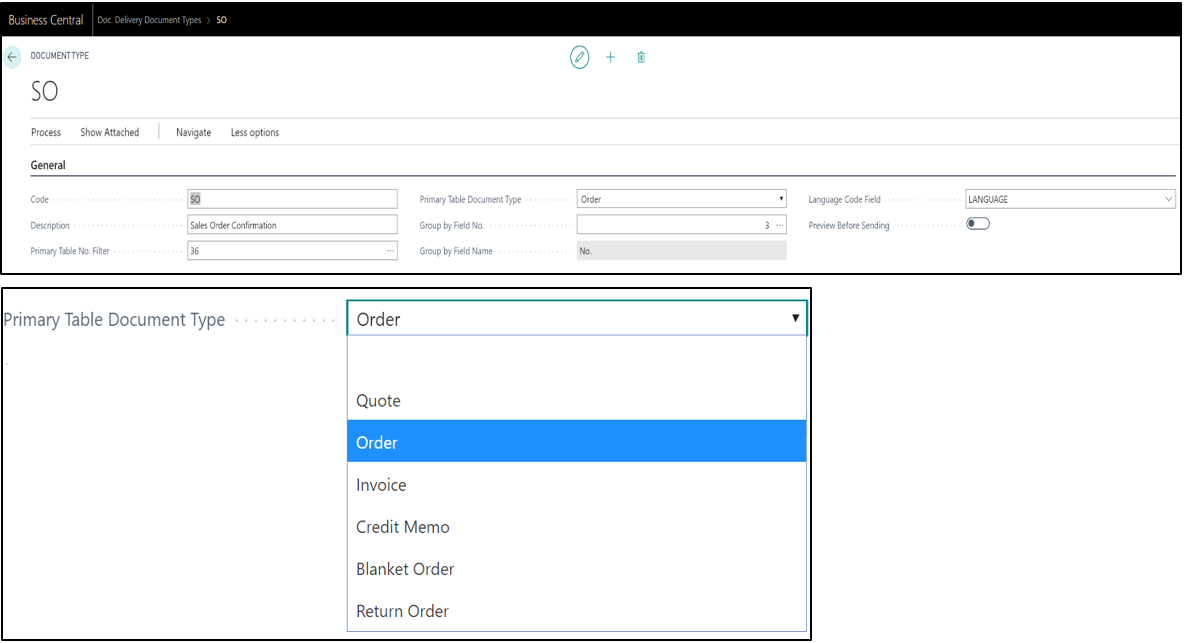 Business Central Doc. Delivery Document Types > SO
DOCUMENT TYPE
SO
Process Show Attached Navigate Less options
General
Code SO Primary Table Document Type Order Language Code Field LANGUAGE
Description Sales Order Confirmation Group by Field No. 3 ... Preview Before Sending
Primary Table No. Filter 36 ... Group by Field Name No.
Primary Table Document Type Order
Quote
Order
Invoice
Credit Memo
Blanket Order
Return Order